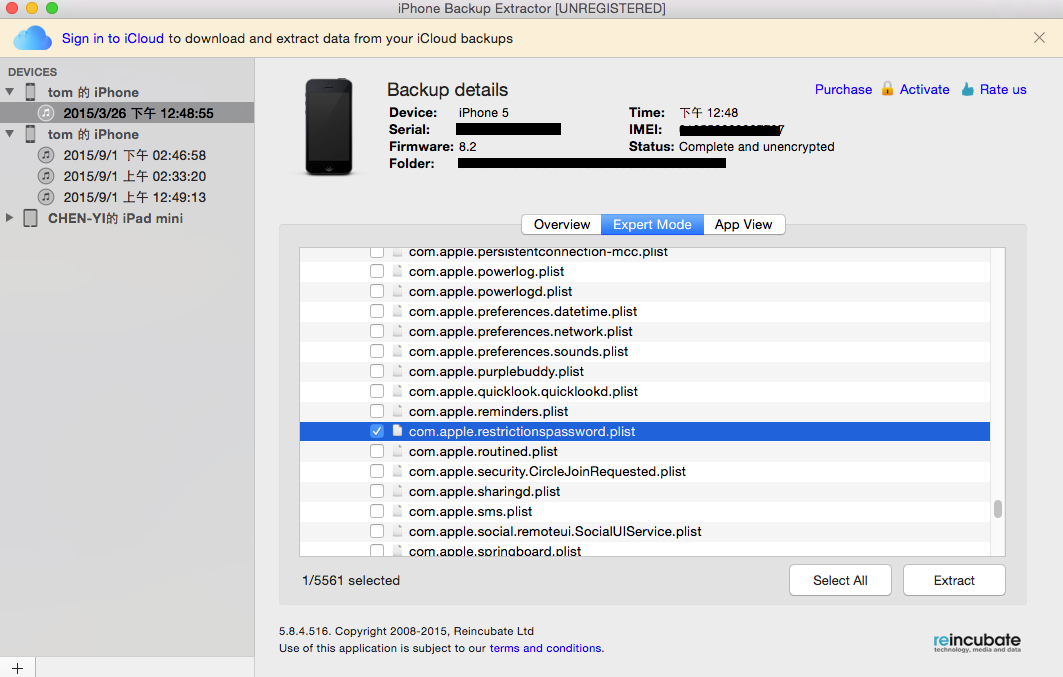 iPhone Backup Extractor [UNREGISTERED]
Sign in to iCloud to download and extract data from your iCloud backups
DEVICES
tom 的 iPhone
2015/3/26 下午 12:48:55
tom 的 iPhone
2015/9/1 下午 02:46:58
2015/9/1 上午 02:33:20
2015/9/1 上午 12:49:13
CHEN-YI的 iPad mini
Backup details
Purchase Activate Rate us
Device: iPhone 5 Time: 下午 12:48
Serial: IMEI:
Firmware: 8.2 Status: Complete and unencrypted
Folder:
Overview Expert Mode App View
com.apple.persistentconnection-mcc.plist
com.apple.powerlog.plist
com.apple.powerlogd.plist
com.apple.preferences.datetime.plist
com.apple.preferences.network.plist
com.apple.preferences.sounds.plist
com.apple.purplebuddy.plist
com.apple.quicklook.quicklookd.plist
com.apple.reminders.plist
com.apple.restrictionspassword.plist
com.apple.routined.plist
com.apple.security.CircleJoinRequested.plist
com.apple.sharingd.plist
com.apple.sms.plist
com.apple.social.remoteui.SocialUIService.plist
com.apple.springboard.plist
1/5561 selected Select All Extract
5.8.4.516. Copyright 2008-2015, Reincubate Ltd
Use of this application is subject to our terms and conditions.
reincubate
technology, media and data